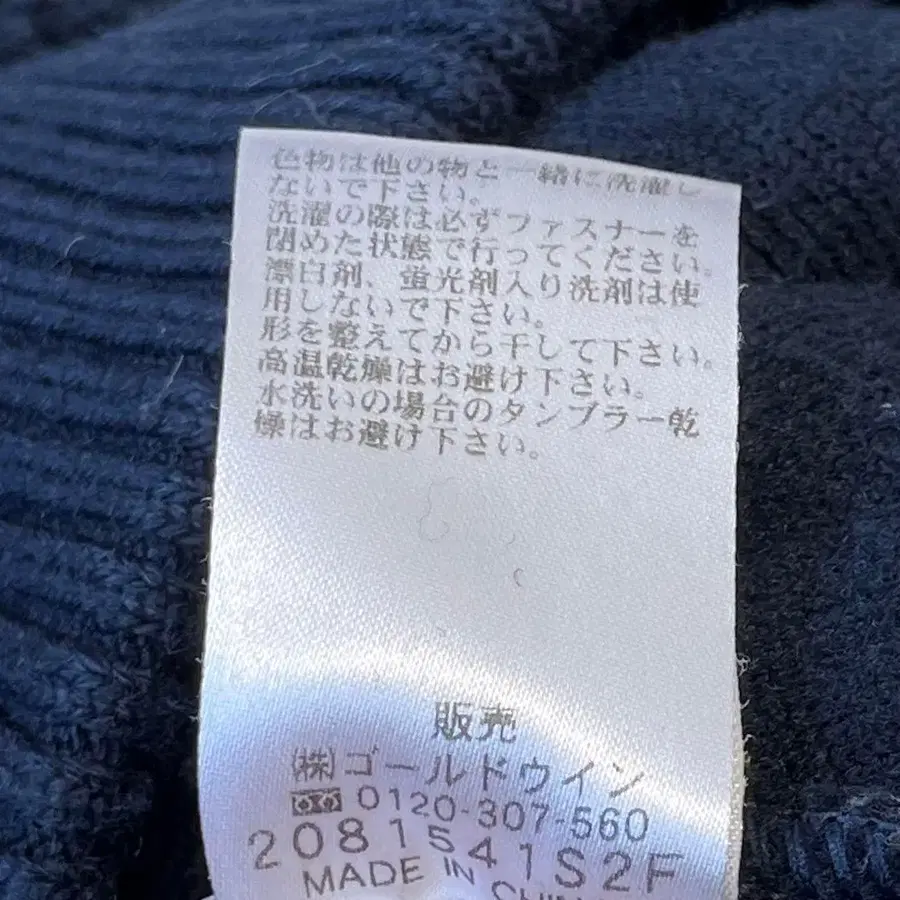 色物は他の物と一緒に洗濯し
ないで下さい。
洗濯の際は必ずファスナーを
閉めた状態で行ってください。
漂白剤、蛍光剤入り洗剤は使
用しないで下さい。
形を整えてから干して下さい。
高温乾燥はお避け下さい。
水洗いの場合のタンブラー乾
燥はお避け下さい。
販売
(株)ゴールドウイン
0120-307-560
2081541S2F
MADE IN